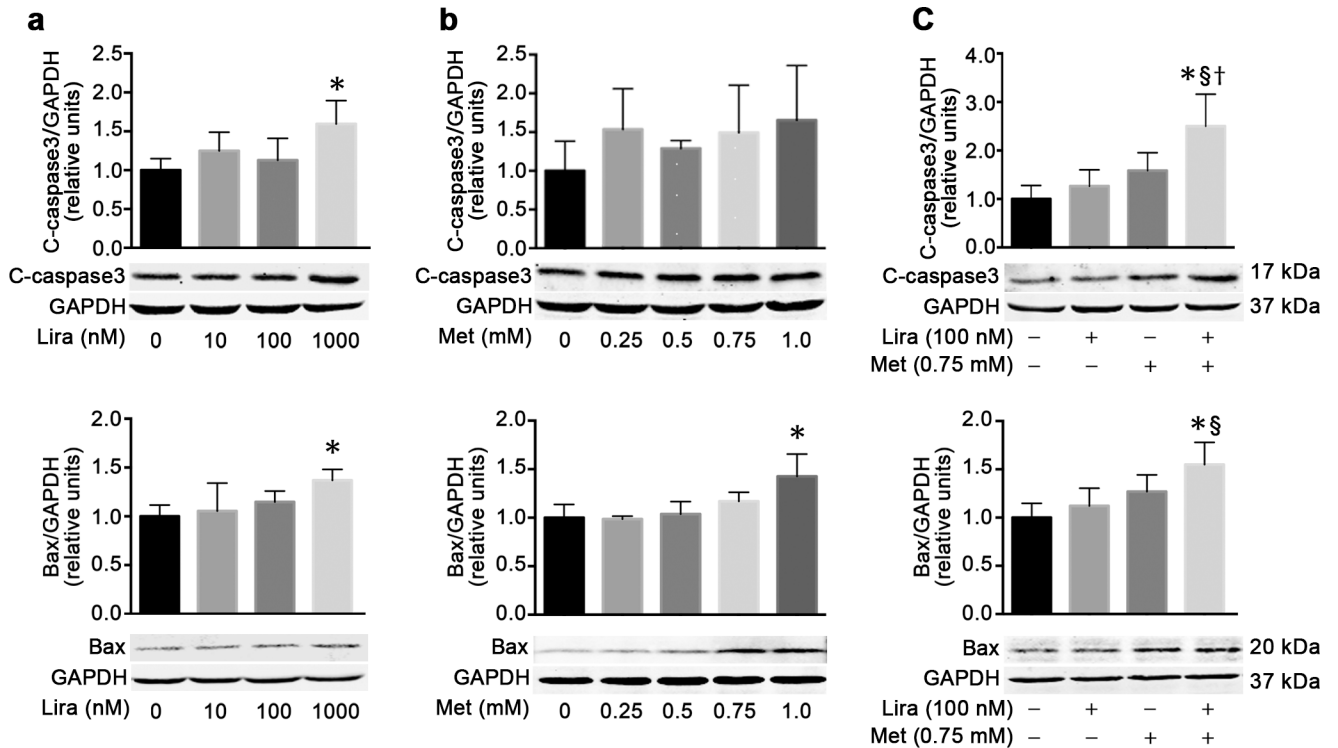 a
C-caspase3/GAPDH
(relative units)
2.5
2.0
1.5
1.0
0.5
0.0
*
C-caspase3
GAPDH
Lira (nM) 0 10 100 1000
b
C-caspase3/GAPDH
(relative units)
2.5
2.0
1.5
1.0
0.5
0.0
C-caspase3
GAPDH
Met (mM) 0 0.25 0.5 0.75 1.0
C
C-caspase3/GAPDH
(relative units)
4.0
3.0
2.0
1.0
0.0
*§†
C-caspase3 17 kDa
GAPDH 37 kDa
Lira (100 nM) – + – +
Met (0.75 mM) – – + +
Bax/GAPDH
(relative units)
2.0
1.5
1.0
0.5
0.0
*
Bax
GAPDH
Lira (nM) 0 10 100 1000
Bax/GAPDH
(relative units)
2.0
1.5
1.0
0.5
0.0
*
Bax
GAPDH
Met (mM) 0 0.25 0.5 0.75 1.0
Bax/GAPDH
(relative units)
2.0
1.5
1.0
0.5
0.0
*§
Bax 20 kDa
GAPDH 37 kDa
Lira (100 nM) – + – +
Met (0.75 mM) – – + +